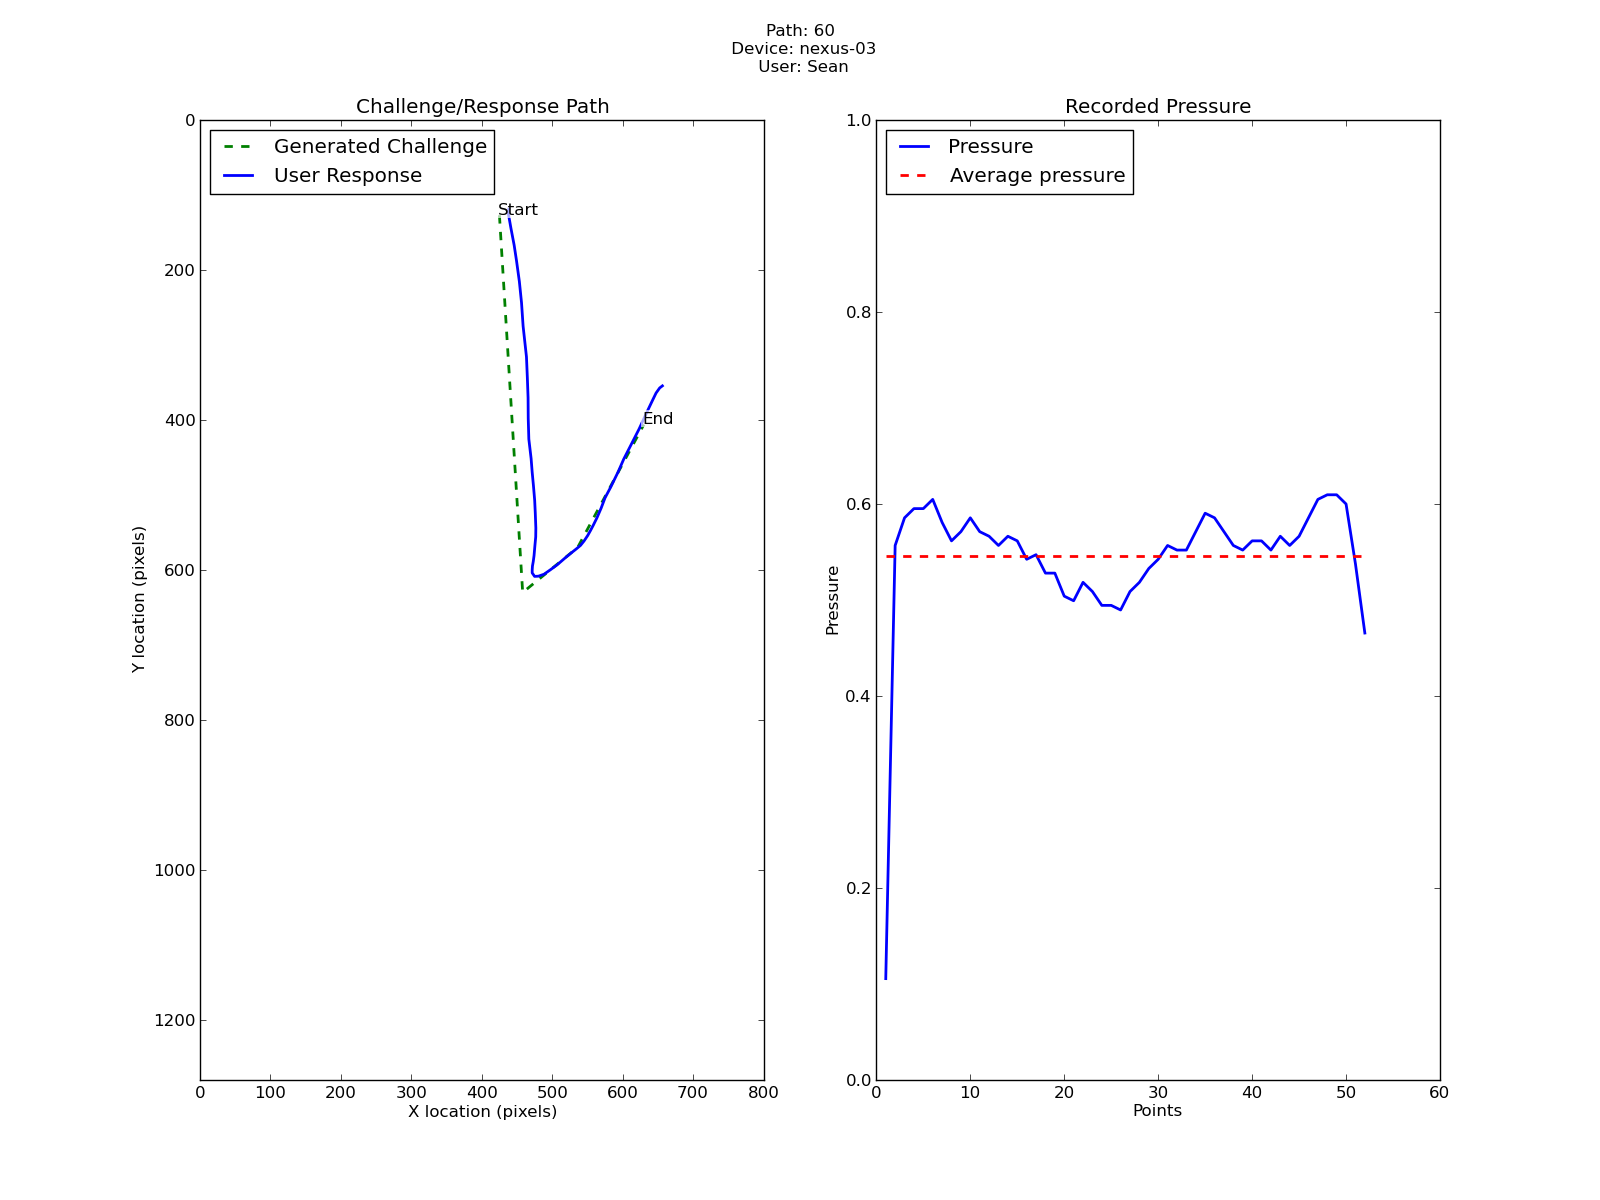 Path: 60
Device: nexus-03
User: Sean
Challenge/Response Path
Generated Challenge
User Response
Start
End
0
200
400
600
800
1000
1200
Y location (pixels)
0 100 200 300 400 500 600 700 800
X location (pixels)
Recorded Pressure
Pressure
Average pressure
1.0
0.8
0.6
0.4
0.2
0.0
Pressure
0 10 20 30 40 50 60
Points